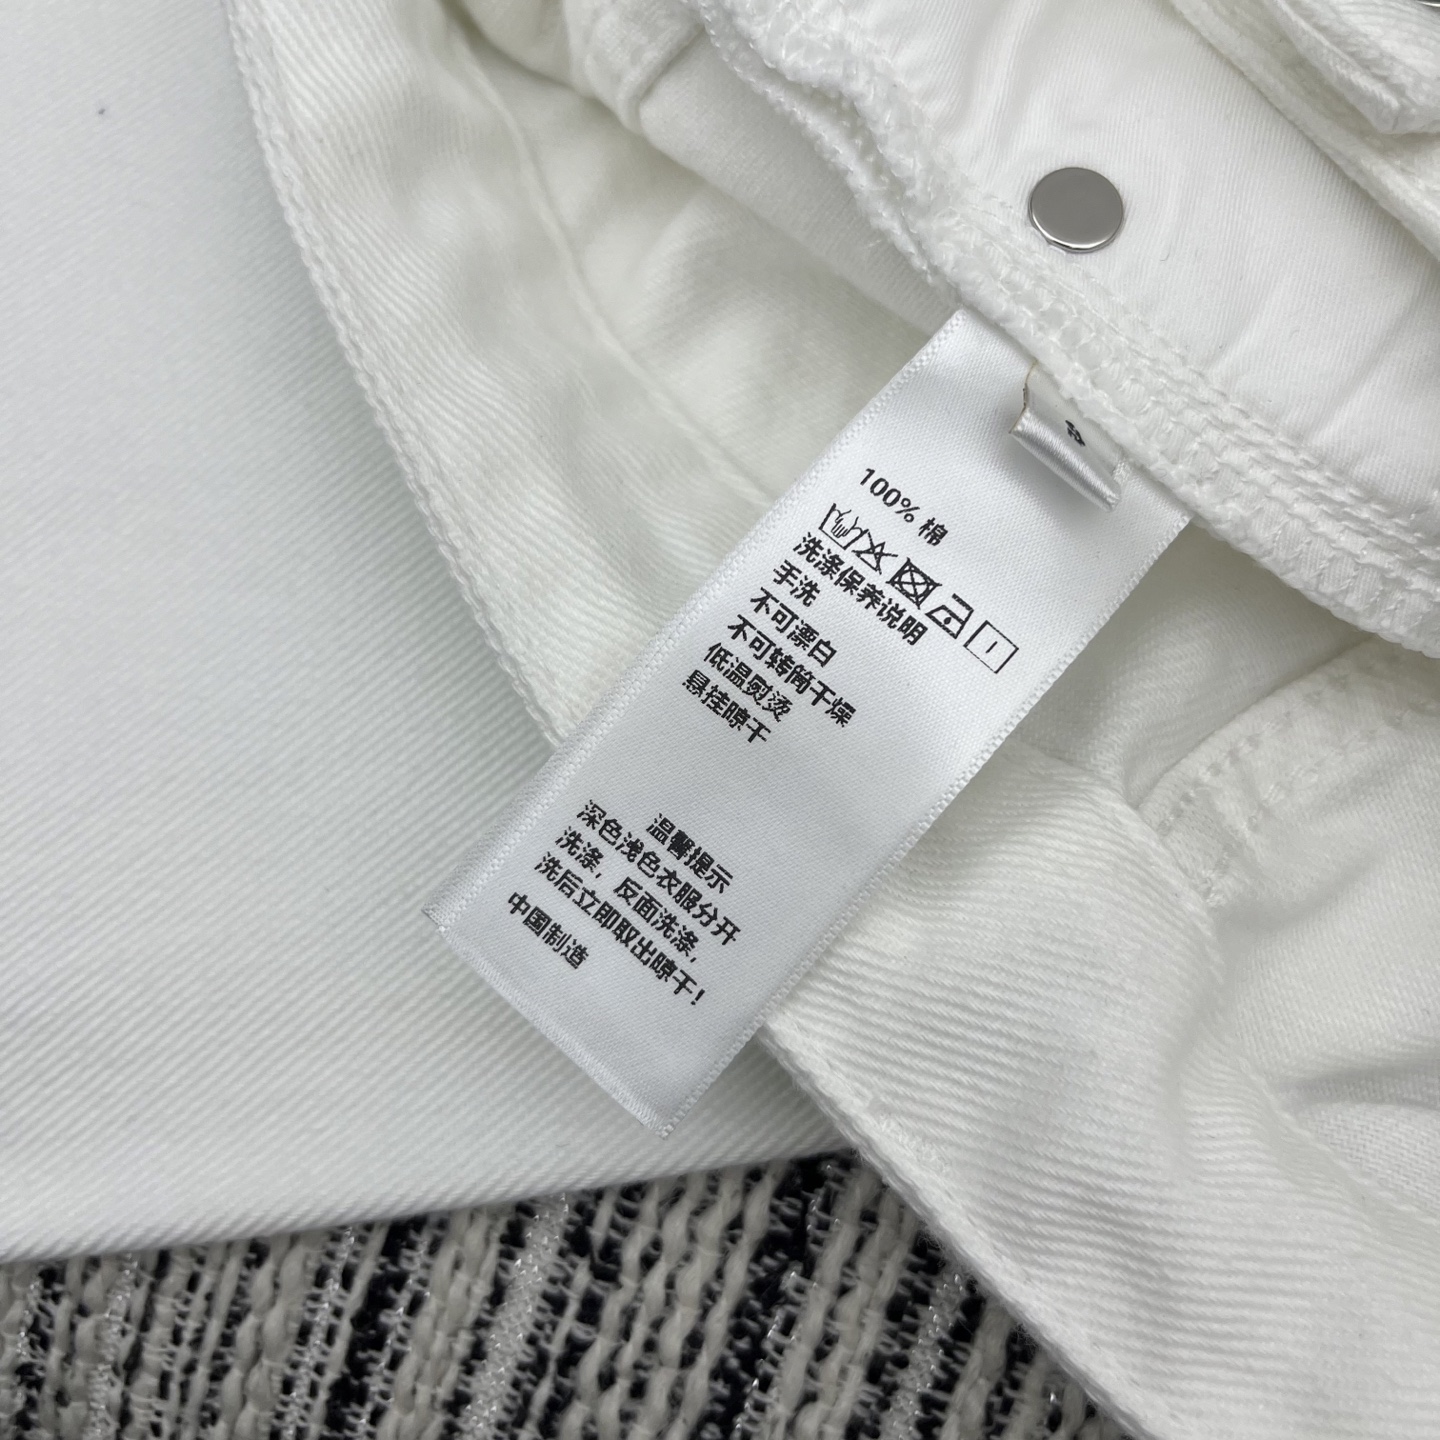 100% 棉
洗涤保养说明
手洗
不可漂白
不可转筒干燥
低温熨烫
悬挂晾干
温馨提示
深色浅色衣服分开
洗涤，反面洗涤，
洗后立即取出晾干！
中国制造